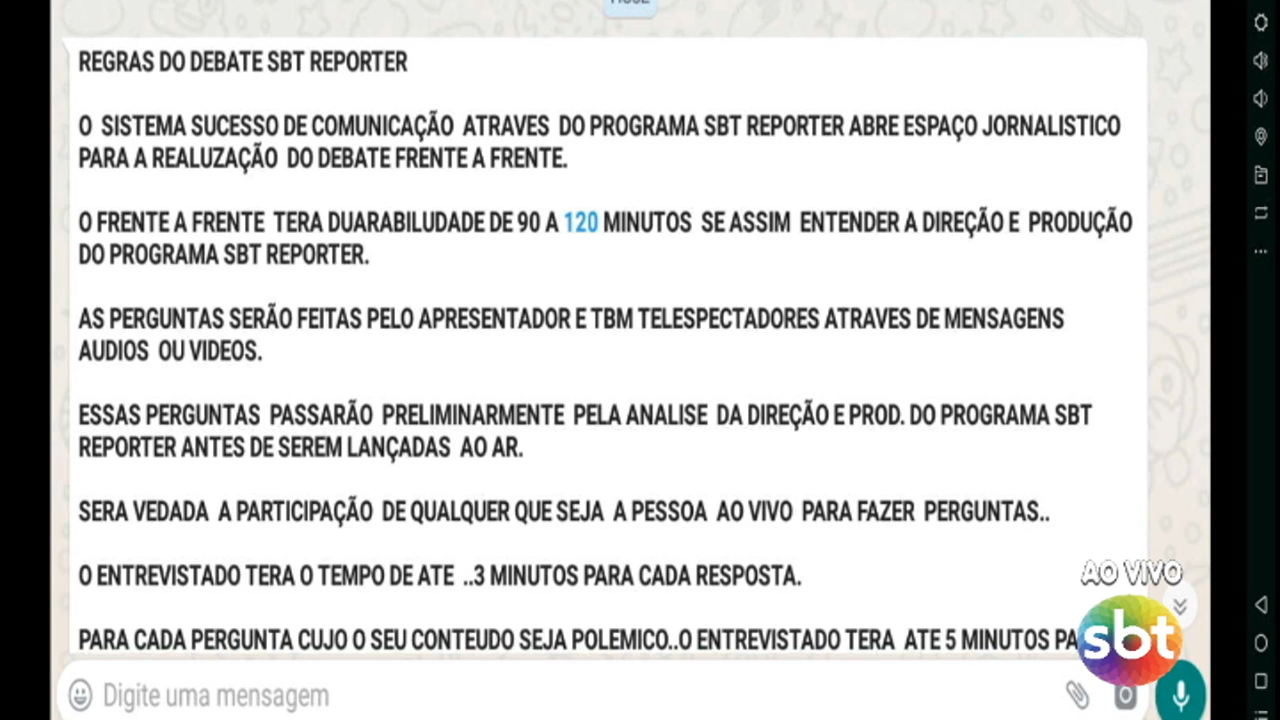 REGRAS DO DEBATE SBT REPORTER
O SISTEMA SUCESSO DE COMUNICAÇÃO ATRAVES DO PROGRAMA SBT REPORTER ABRE ESPAÇO JORNALISTICO
PARA A REALUZAÇÃO DO DEBATE FRENTE A FRENTE.
O FRENTE A FRENTE TERA DUARABILUDADE DE 90 A 120 MINUTOS SE ASSIM ENTENDER A DIREÇÃO E PRODUÇÃO
DO PROGRAMA SBT REPORTER.
AS PERGUNTAS SERÃO FEITAS PELO APRESENTADOR E TBM TELESPECTADORES ATRAVES DE MENSAGENS
AUDIOS OU VIDEOS.
ESSAS PERGUNTAS PASSARÃO PRELIMINARMENTE PELA ANALISE DA DIREÇÃO E PROD. DO PROGRAMA SBT
REPORTER ANTES DE SEREM LANÇADAS AO AR.
SERA VEDADA A PARTICIPAÇÃO DE QUALQUER QUE SEJA A PESSOA AO VIVO PARA FAZER PERGUNTAS..
O ENTREVISTADO TERA O TEMPO DE ATE ..3 MINUTOS PARA CADA RESPOSTA.
AO VIVO
PARA CADA PERGUNTA CUJO O SEU CONTEUDO SEJA POLEMICO..O ENTREVISTADO TERA ATE 5 MINUTOS PA
sbt
Digite uma mensagem